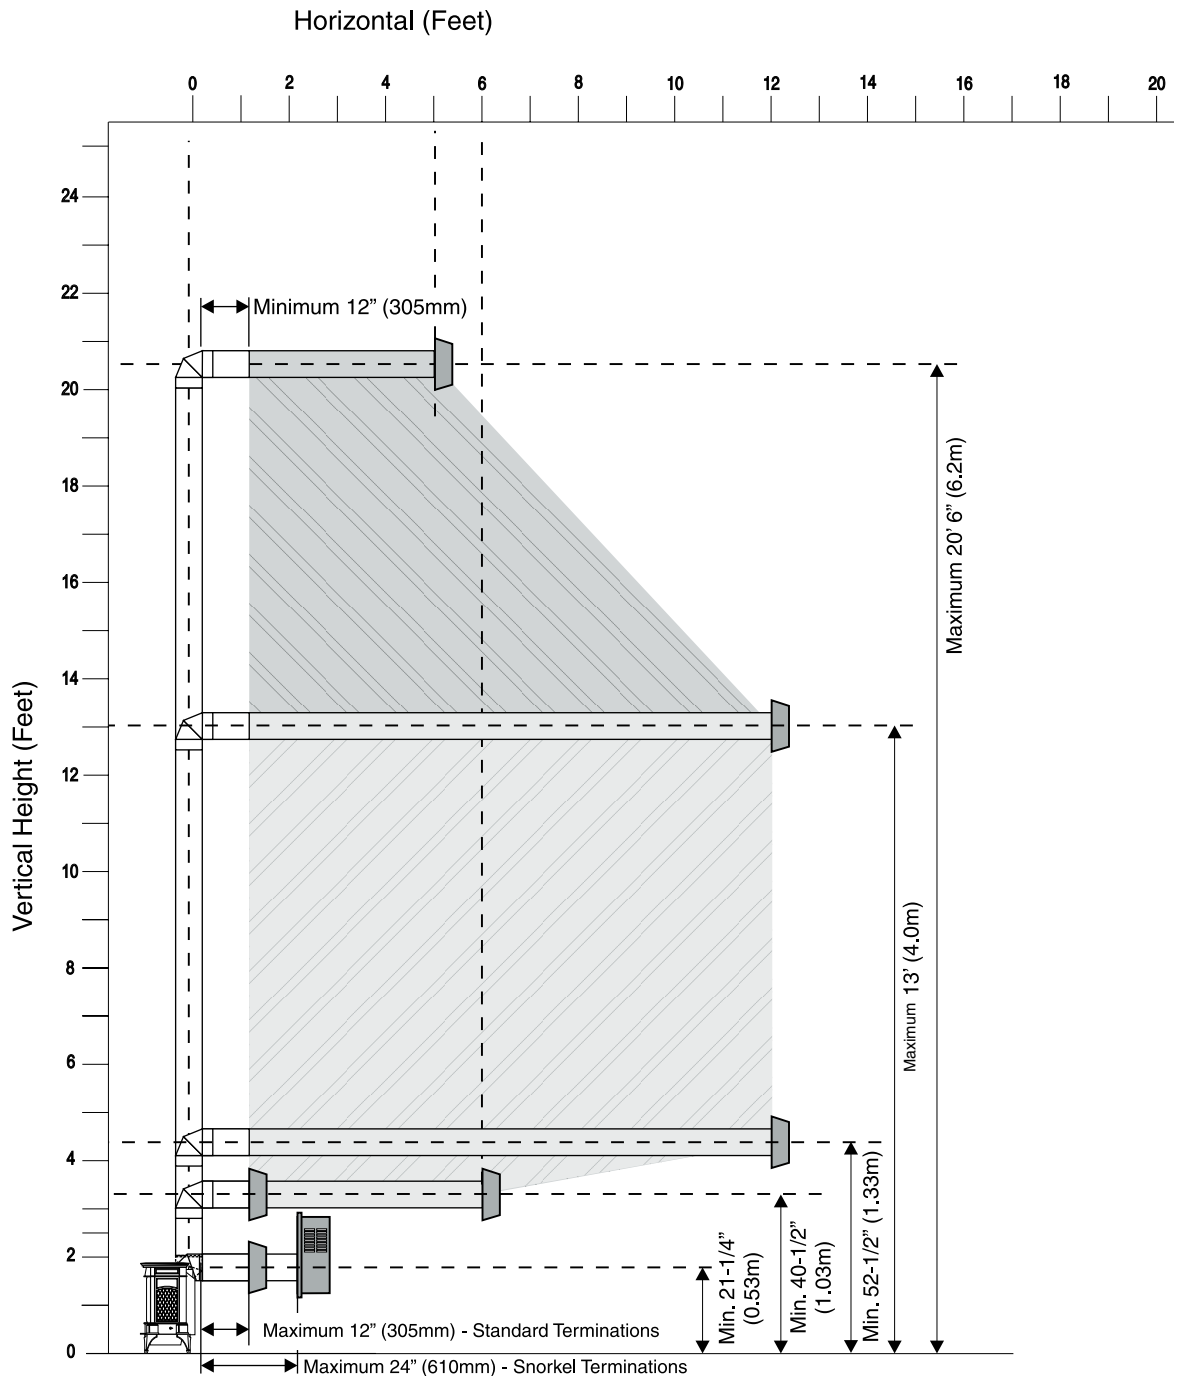 Horizontal (Feet)
0 2 4 6 8 10 12 14 16 18 20
24
22
Minimum 12” (305mm)
20
18
16
14
12
10
8
6
4
2
0
Vertical Height (Feet)
Maximum 20’ 6” (6.2m)
Maximum 13’ (4.0m)
Min. 52-1/2” (1.33m)
Min. 40-1/2”
(1.03m)
Min. 21-1/4”
(0.53m)
Maximum 12” (305mm) - Standard Terminations
Maximum 24” (610mm) - Snorkel Terminations